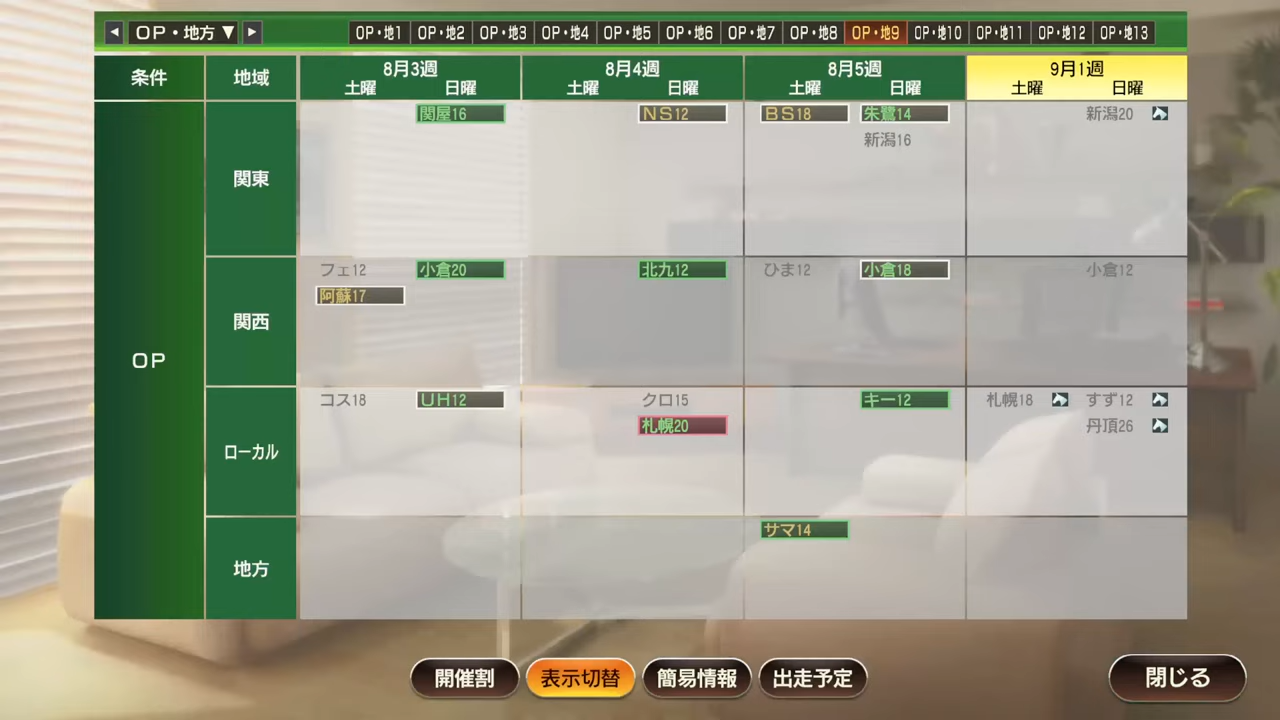 ◀ OP・地方▼ ▶ OP・地1 OP・地2 OP・地3 OP・地4 OP・地5 OP・地6 OP・地7 OP・地8 OP・地9 OP・地10 OP・地11 OP・地12 OP・地13
条件 地域 8月3週 8月4週 8月5週 9月1週
土曜 日曜 土曜 日曜 土曜 日曜 土曜 日曜
OP
関東
関屋16 NS12 BS18 朱鷺14 新潟20
新潟16
関西
フェ12 小倉20 北九12 ひま12 小倉18 小倉12
阿蘇17
ローカル
コス18 UH12 クロ15 キー12 札幌18 すず12
札幌20 丹頂26
地方
サマ14
開催割 表示切替 簡易情報 出走予定 閉じる